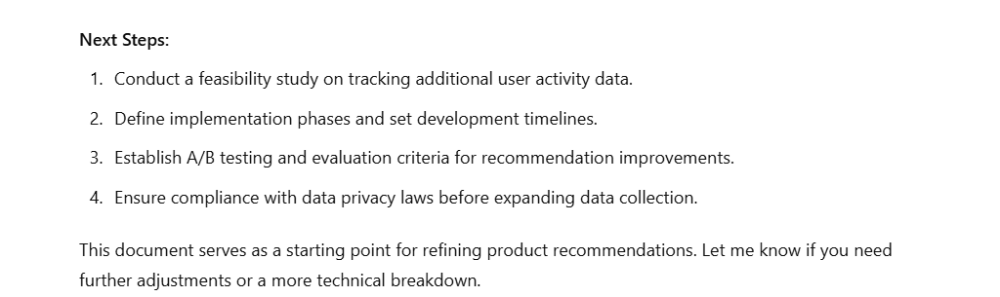 Next Steps:
1. Conduct a feasibility study on tracking additional user activity data.
2. Define implementation phases and set development timelines.
3. Establish A/B testing and evaluation criteria for recommendation improvements.
4. Ensure compliance with data privacy laws before expanding data collection.
This document serves as a starting point for refining product recommendations. Let me know if you need
further adjustments or a more technical breakdown.